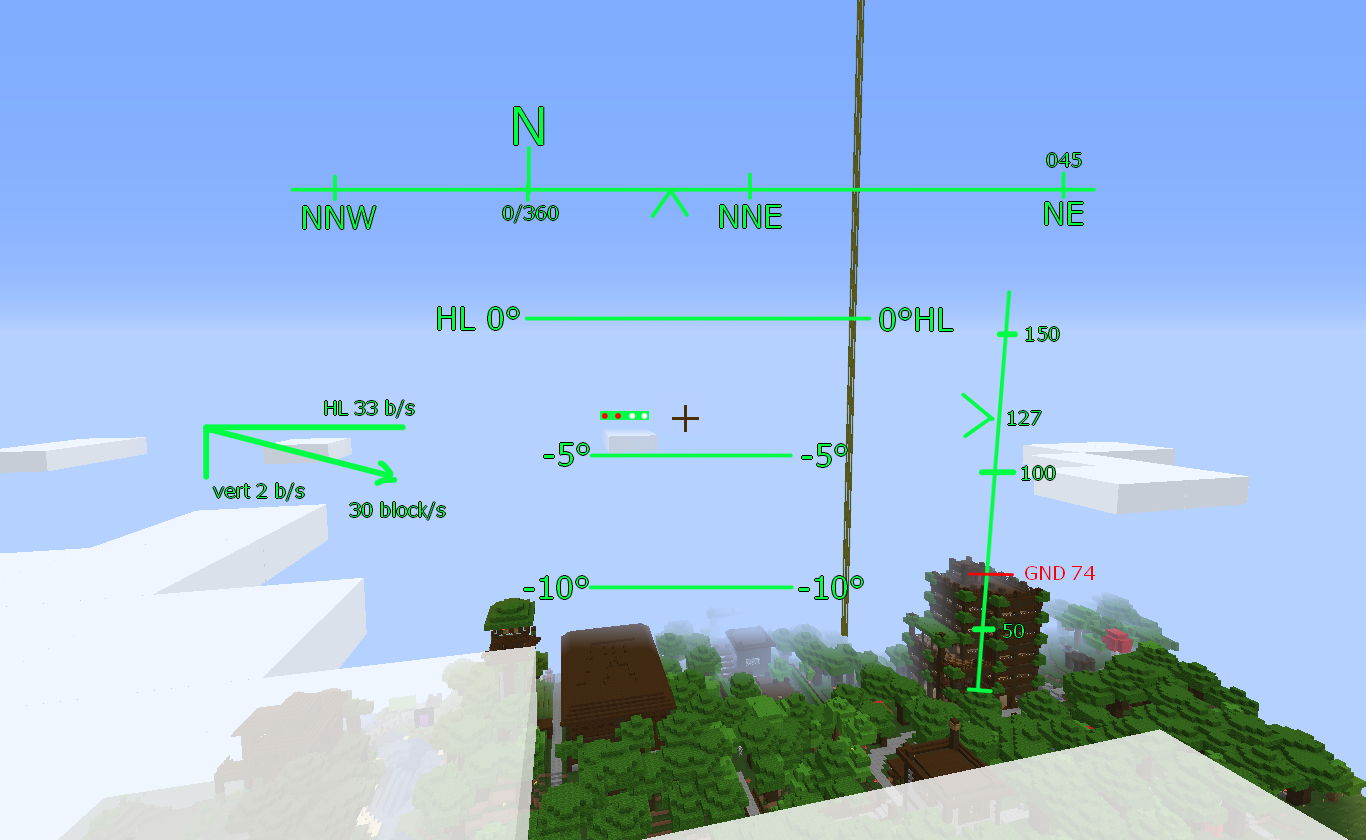 N
045
NNW
0/360
NNE
NE
HL 0°
0°HL
150
HL 33 b/s
127
-5°
-5°
100
vert 2 b/s
30 block/s
GND 74
-10°
-10°
50